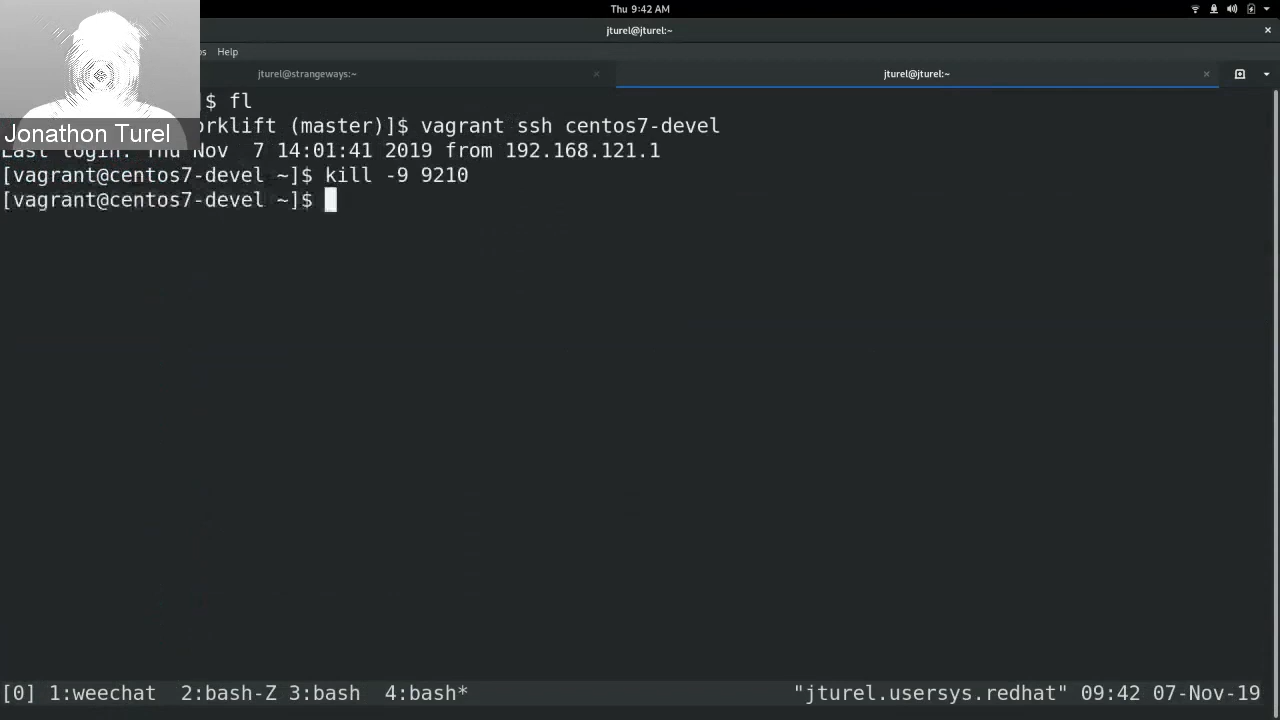 Thu 9:42 AM
jturel@jturel:~
Help
jturel@strangeways:~
jturel@jturel:~
]$ fl
rklift (master)]$ vagrant ssh centos7-devel
Last login: Thu Nov  7 14:01:41 2019 from 192.168.121.1
[vagrant@centos7-devel ~]$ kill -9 9210
[vagrant@centos7-devel ~]$
Jonathon Turel
[0] 1:weechat  2:bash-Z 3:bash  4:bash*
"jturel.usersys.redhat" 09:42 07-Nov-19